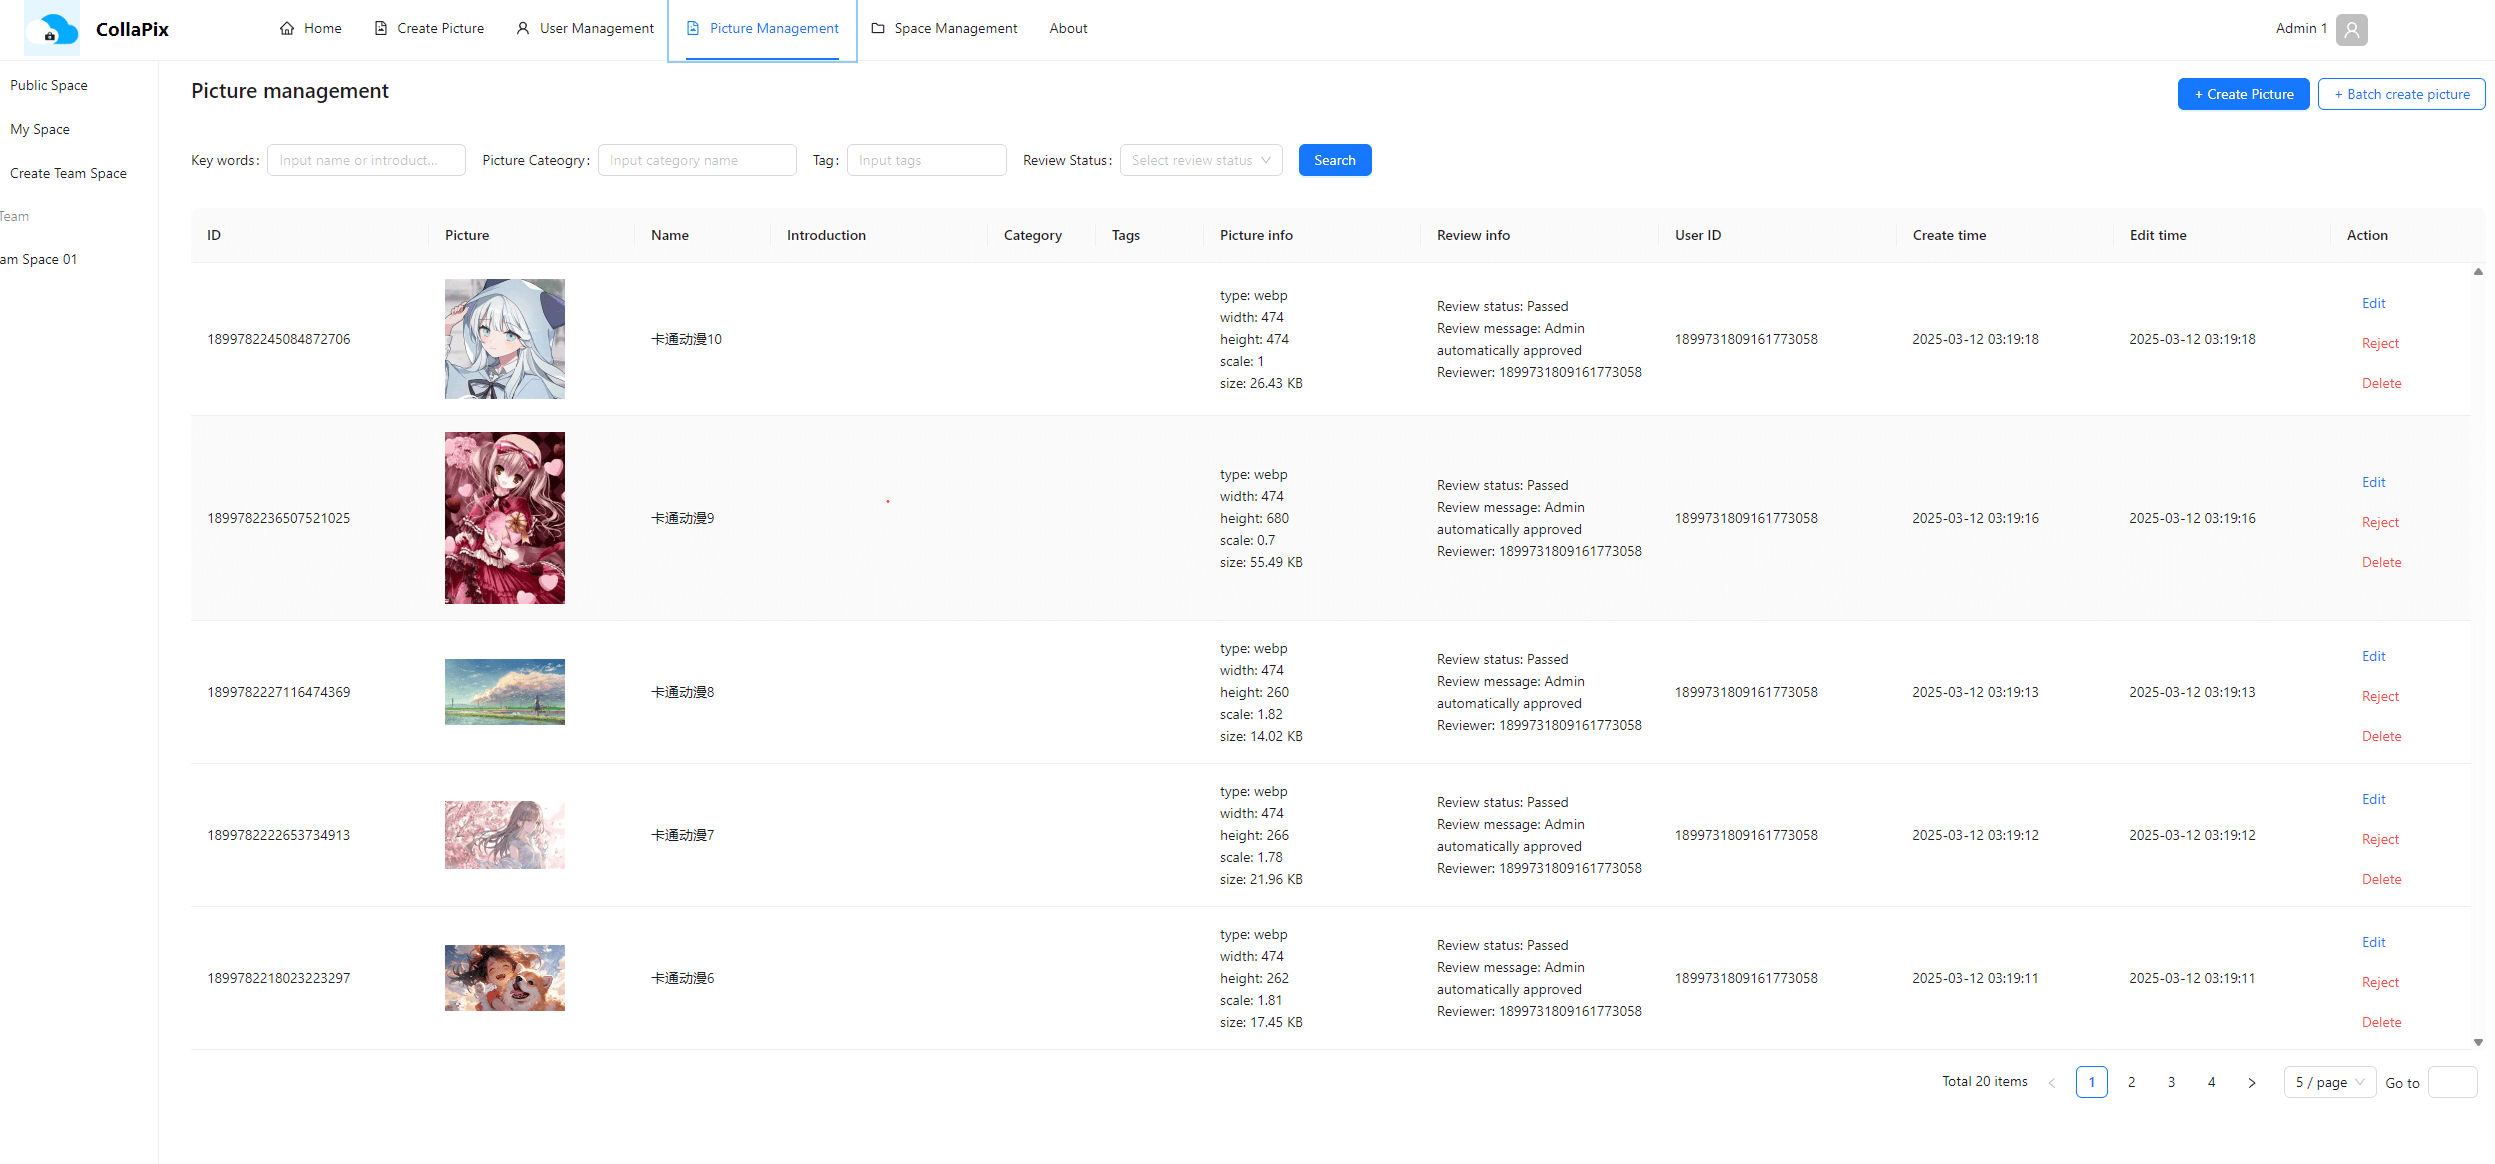 CollaPix
Home
Create Picture
User Management
Picture Management
Space Management
About
Admin 1
Public Space
My Space
Create Team Space
Team
am Space 01
Picture management
+ Create Picture
+ Batch create picture
Key words:
Input name or introduct...
Picture Cateogry:
Input category name
Tag:
Input tags
Review Status:
Select review status
Search
ID
Picture
Name
Introduction
Category
Tags
Picture info
Review info
User ID
Create time
Edit time
Action
1899782245084872706
卡通动漫10
type: webp
width: 474
height: 474
scale: 1
size: 26.43 KB
Review status: Passed
Review message: Admin
automatically approved
Reviewer: 1899731809161773058
1899731809161773058
2025-03-12 03:19:18
2025-03-12 03:19:18
Edit
Reject
Delete
1899782236507521025
卡通动漫9
type: webp
width: 474
height: 680
scale: 0.7
size: 55.49 KB
Review status: Passed
Review message: Admin
automatically approved
Reviewer: 1899731809161773058
1899731809161773058
2025-03-12 03:19:16
2025-03-12 03:19:16
Edit
Reject
Delete
1899782227116474369
卡通动漫8
type: webp
width: 474
height: 260
scale: 1.82
size: 14.02 KB
Review status: Passed
Review message: Admin
automatically approved
Reviewer: 1899731809161773058
1899731809161773058
2025-03-12 03:19:13
2025-03-12 03:19:13
Edit
Reject
Delete
1899782222653734913
卡通动漫7
type: webp
width: 474
height: 266
scale: 1.78
size: 21.96 KB
Review status: Passed
Review message: Admin
automatically approved
Reviewer: 1899731809161773058
1899731809161773058
2025-03-12 03:19:12
2025-03-12 03:19:12
Edit
Reject
Delete
1899782218023223297
卡通动漫6
type: webp
width: 474
height: 262
scale: 1.81
size: 17.45 KB
Review status: Passed
Review message: Admin
automatically approved
Reviewer: 1899731809161773058
1899731809161773058
2025-03-12 03:19:11
2025-03-12 03:19:11
Edit
Reject
Delete
Total 20 items
<
1
2
3
4
>
5 / page
Go to